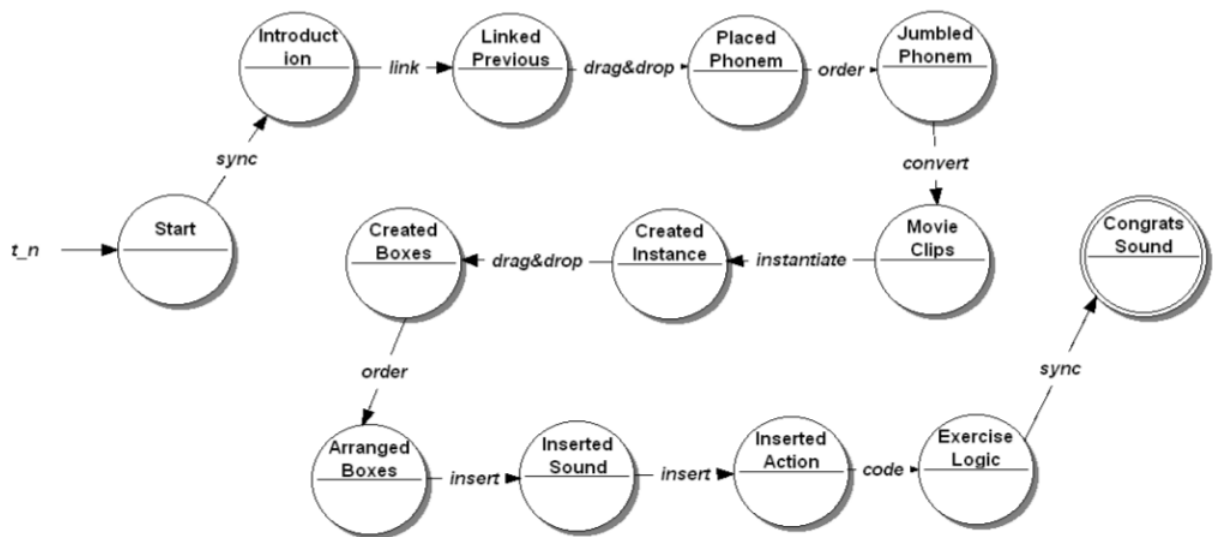 Introduct
ion
link
Linked
Previous
drag&drop
Placed
Phonem
order
Jumbled
Phonem
sync
convert
t_n
Start
Created
Boxes
drag&drop
Created
Instance
instantiate
Movie
Clips
Congrats
Sound
order
sync
Arranged
Boxes
insert
Inserted
Sound
insert
Inserted
Action
code
Exercise
Logic